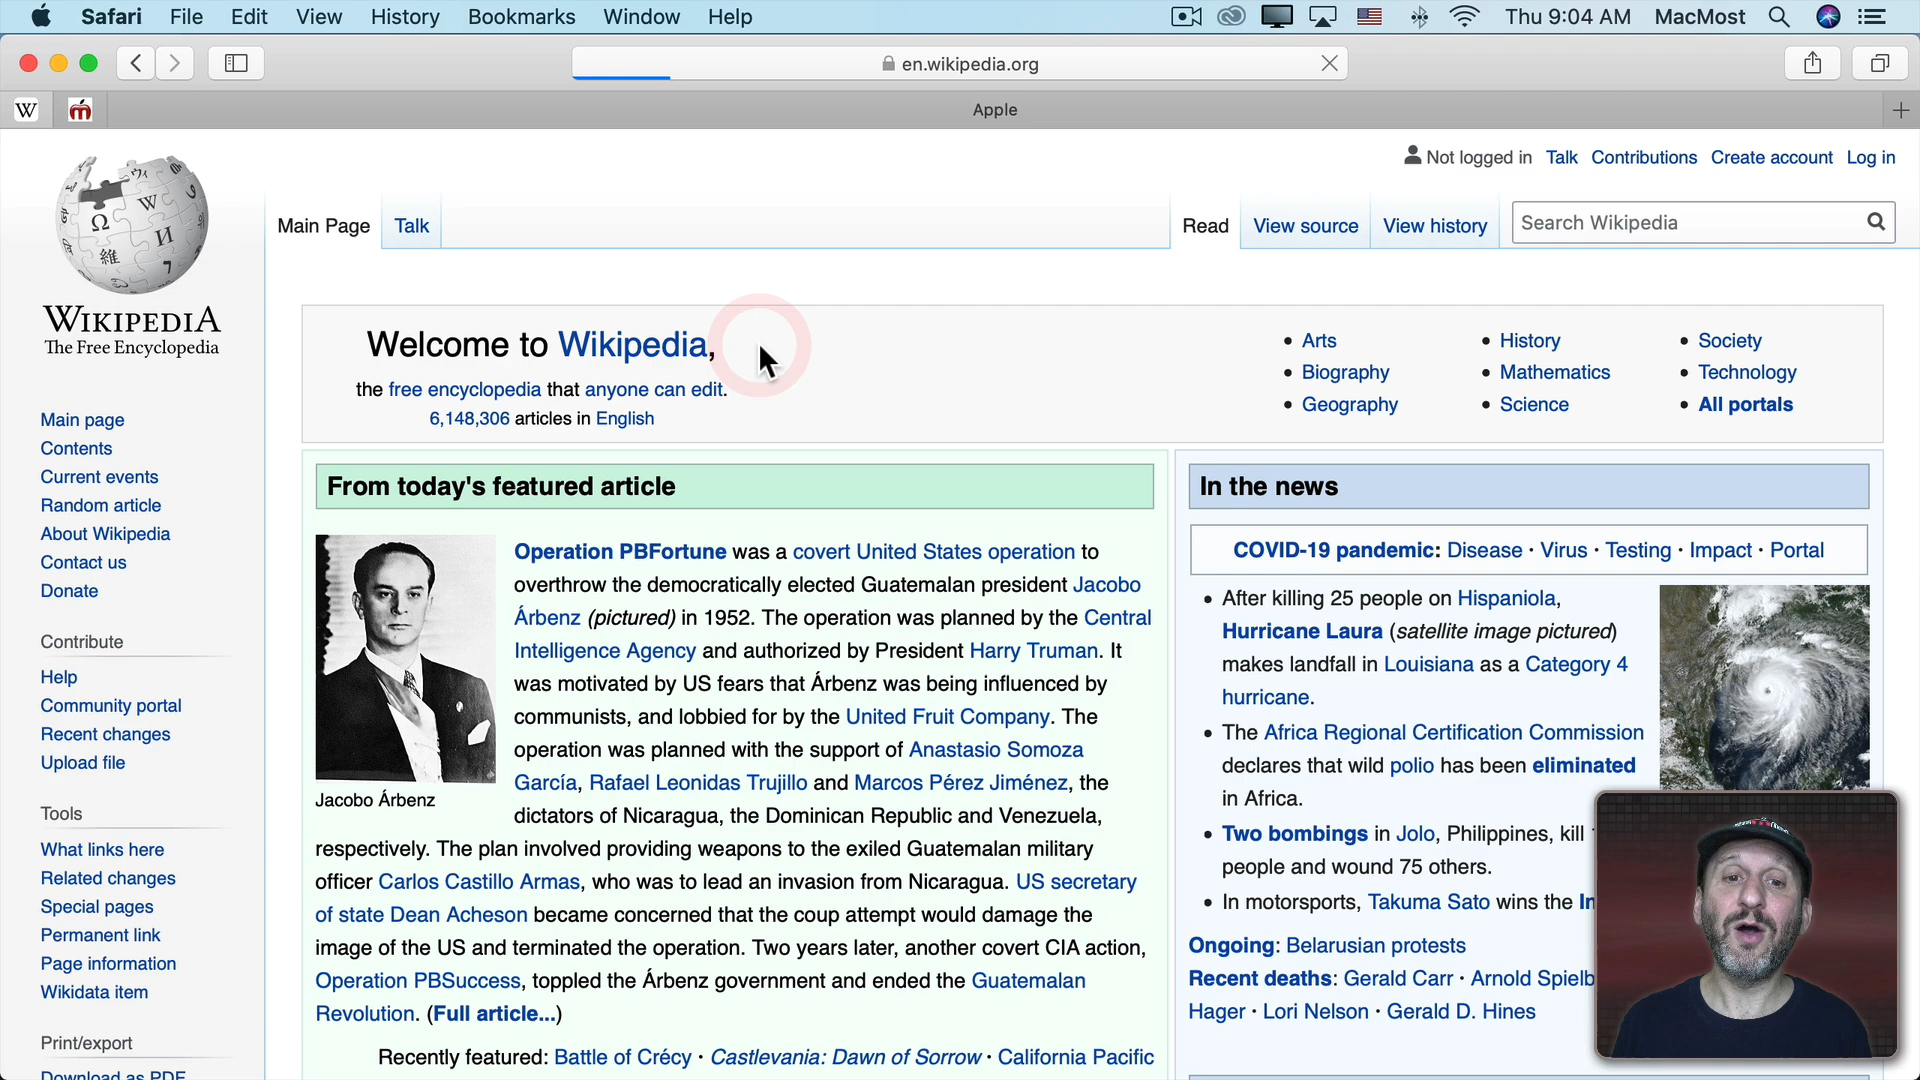 Safari File Edit View History Bookmarks Window Help Thu 9:04 AM MacMost
en.wikipedia.org
W Apple
Not logged in Talk Contributions Create account Log in
Main Page Talk Read View source View history Search Wikipedia
WIKIPEDIA
The Free Encyclopedia
Main page
Contents
Current events
Random article
About Wikipedia
Contact us
Donate
Contribute
Help
Community portal
Recent changes
Upload file
Tools
What links here
Related changes
Special pages
Permanent link
Page information
Wikidata item
Print/export
Download as PDF
Welcome to Wikipedia,
the free encyclopedia that anyone can edit.
6,148,306 articles in English
Arts
Biography
Geography
History
Mathematics
Science
Society
Technology
All portals
From today's featured article
Jacobo Árbenz
Operation PBFortune was a covert United States operation to
overthrow the democratically elected Guatemalan president Jacobo
Árbenz (pictured) in 1952. The operation was planned by the Central
Intelligence Agency and authorized by President Harry Truman. It
was motivated by US fears that Árbenz was being influenced by
communists, and lobbied for by the United Fruit Company. The
operation was planned with the support of Anastasio Somoza
García, Rafael Leonidas Trujillo and Marcos Pérez Jiménez, the
dictators of Nicaragua, the Dominican Republic and Venezuela,
respectively. The plan involved providing weapons to the exiled Guatemalan military
officer Carlos Castillo Armas, who was to lead an invasion from Nicaragua. US secretary
of state Dean Acheson became concerned that the coup attempt would damage the
image of the US and terminated the operation. Two years later, another covert CIA action,
Operation PBSuccess, toppled the Árbenz government and ended the Guatemalan
Revolution. (Full article...)
Recently featured: Battle of Crécy · Castlevania: Dawn of Sorrow · California Pacific
In the news
COVID-19 pandemic: Disease · Virus · Testing · Impact · Portal
After killing 25 people on Hispaniola,
Hurricane Laura (satellite image pictured)
makes landfall in Louisiana as a Category 4
hurricane.
The Africa Regional Certification Commission
declares that wild polio has been eliminated
in Africa.
Two bombings in Jolo, Philippines, kill
people and wound 75 others.
In motorsports, Takuma Sato wins the
Ongoing: Belarusian protests
Recent deaths: Gerald Carr · Arnold
Hager · Lori Nelson · Gerald D. Hines